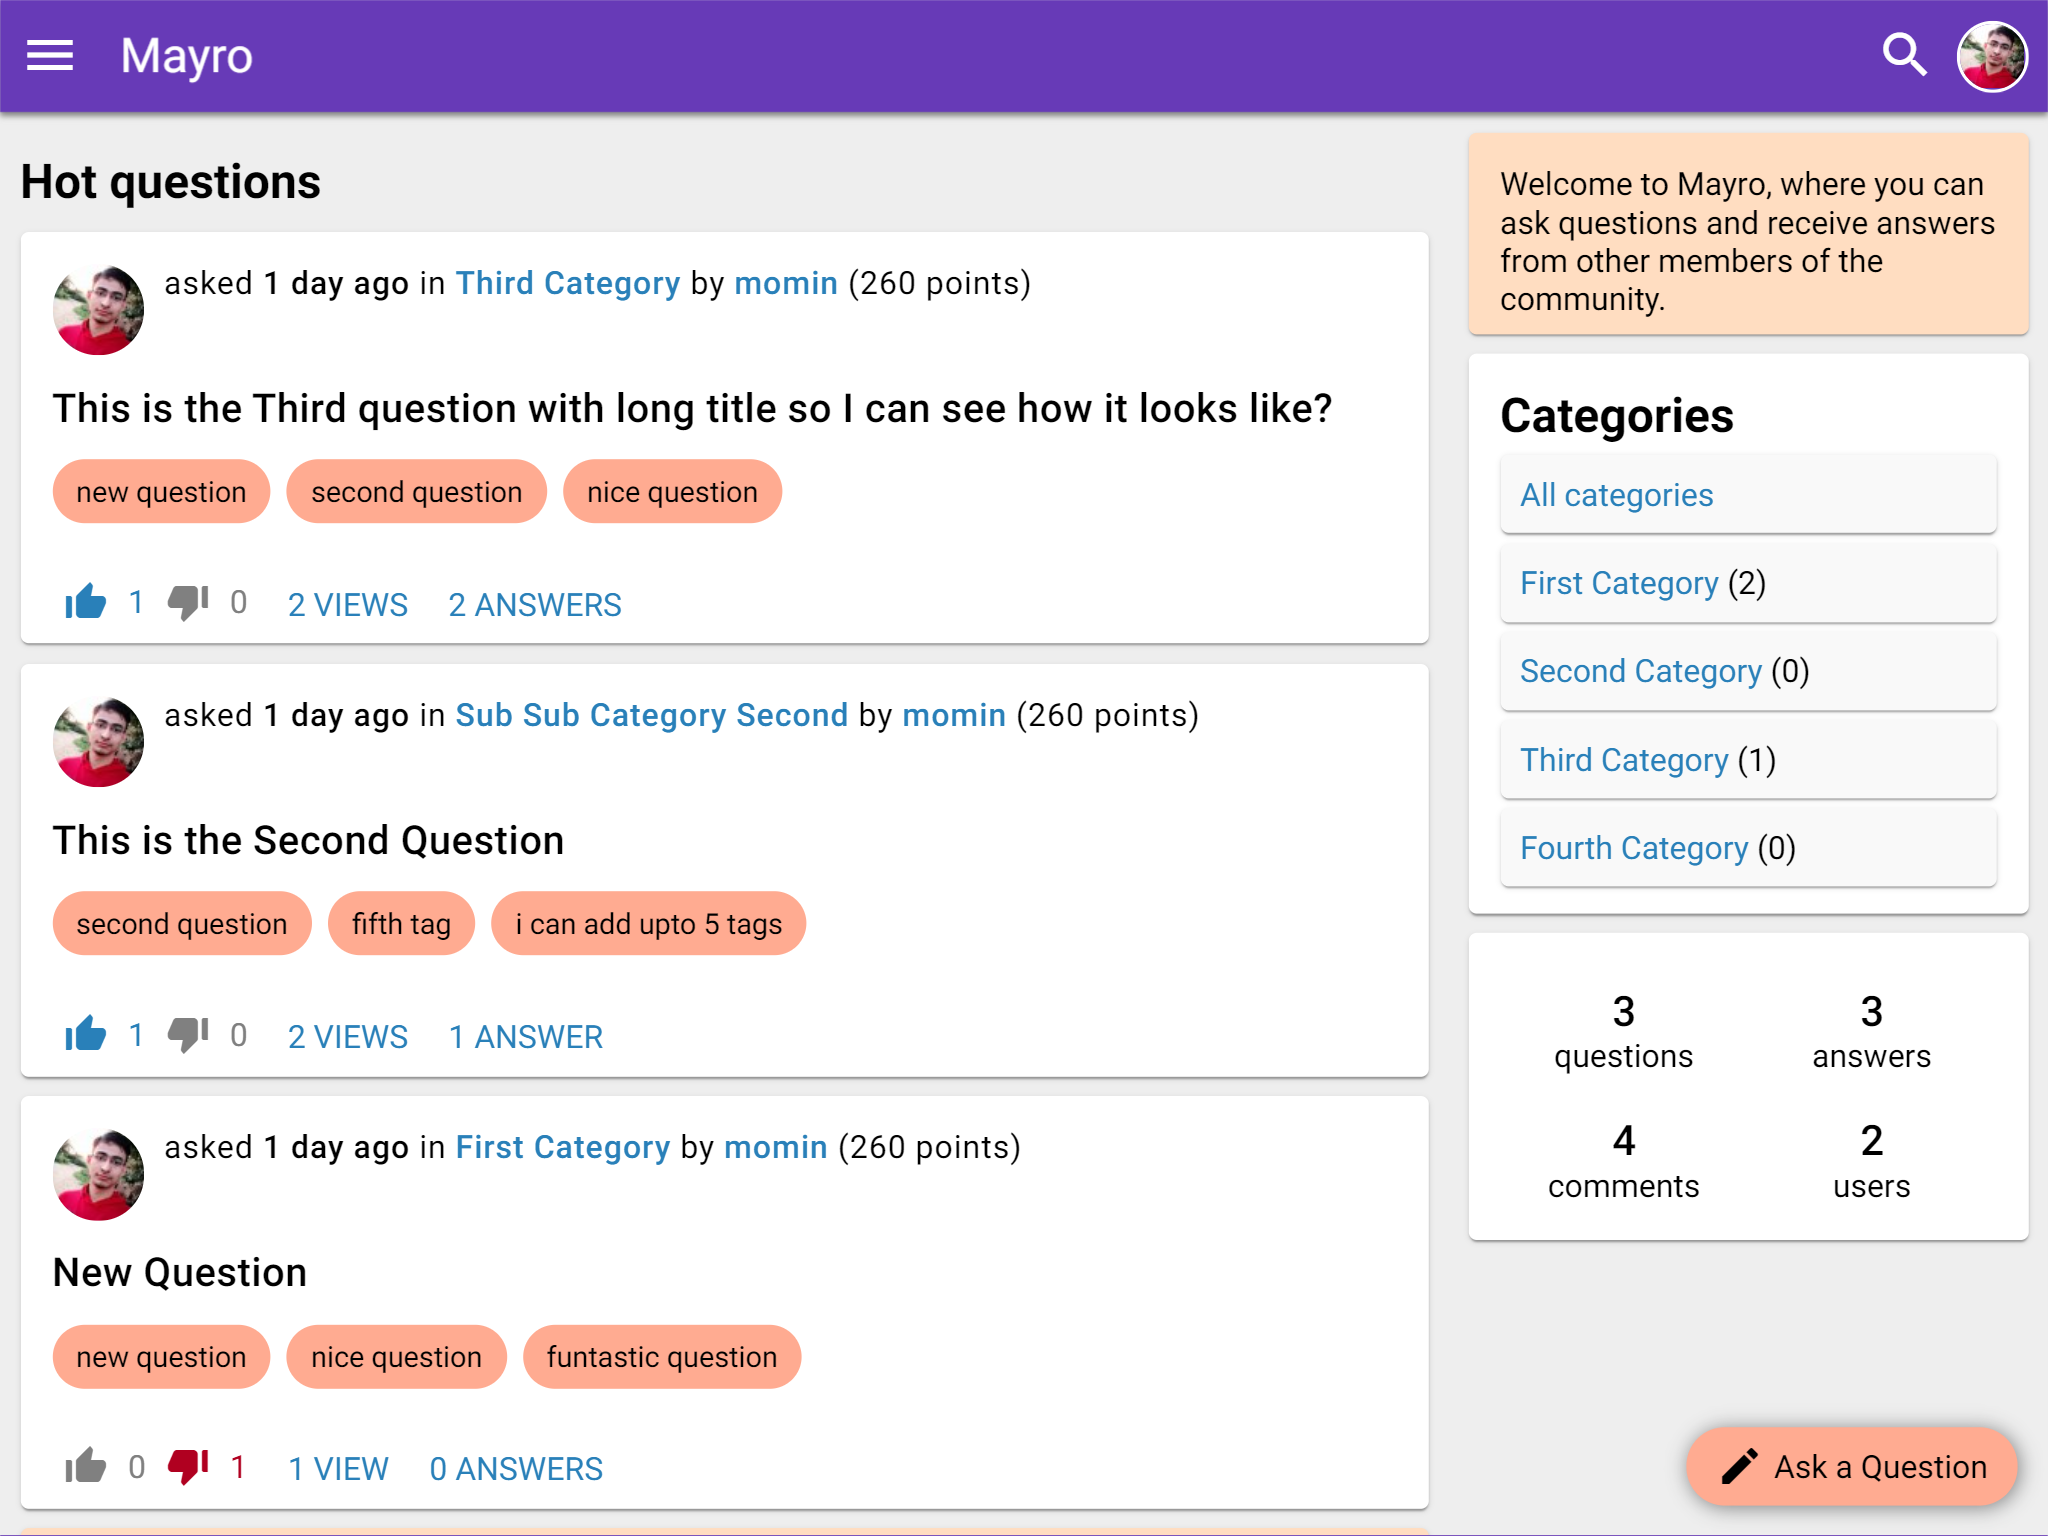 Mayro
Hot questions
asked 1 day ago in Third Category by momin (260 points)
This is the Third question with long title so I can see how it looks like?
new question second question nice question
1 0 2 VIEWS 2 ANSWERS
asked 1 day ago in Sub Sub Category Second by momin (260 points)
This is the Second Question
second question fifth tag i can add upto 5 tags
1 0 2 VIEWS 1 ANSWER
asked 1 day ago in First Category by momin (260 points)
New Question
new question nice question funtastic question
0 1 1 VIEW 0 ANSWERS
Welcome to Mayro, where you can
ask questions and receive answers
from other members of the
community.
Categories
All categories
First Category (2)
Second Category (0)
Third Category (1)
Fourth Category (0)
3 3
questions answers
4 2
comments users
Ask a Question